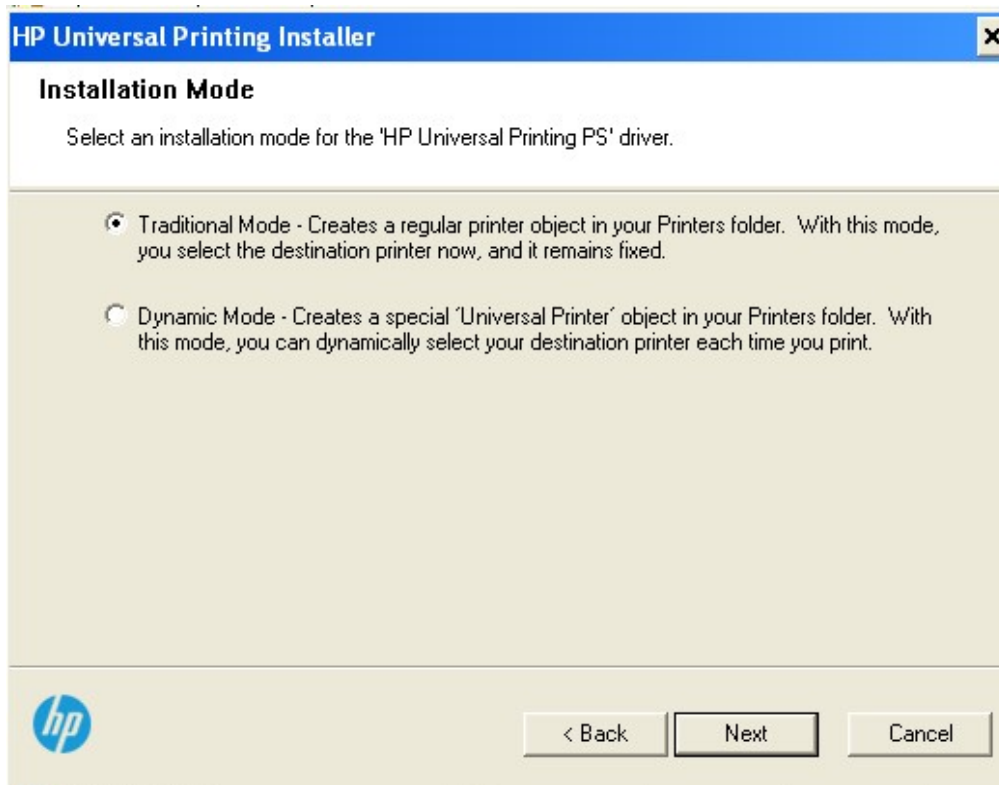 HP Universal Printing Installer
Installation Mode
Select an installation mode for the 'HP Universal Printing PS' driver.
Traditional Mode - Creates a regular printer object in your Printers folder.  With this mode,
you select the destination printer now, and it remains fixed.
Dynamic Mode - Creates a special 'Universal Printer' object in your Printers folder.  With
this mode, you can dynamically select your destination printer each time you print.
hp
< Back
Next
Cancel